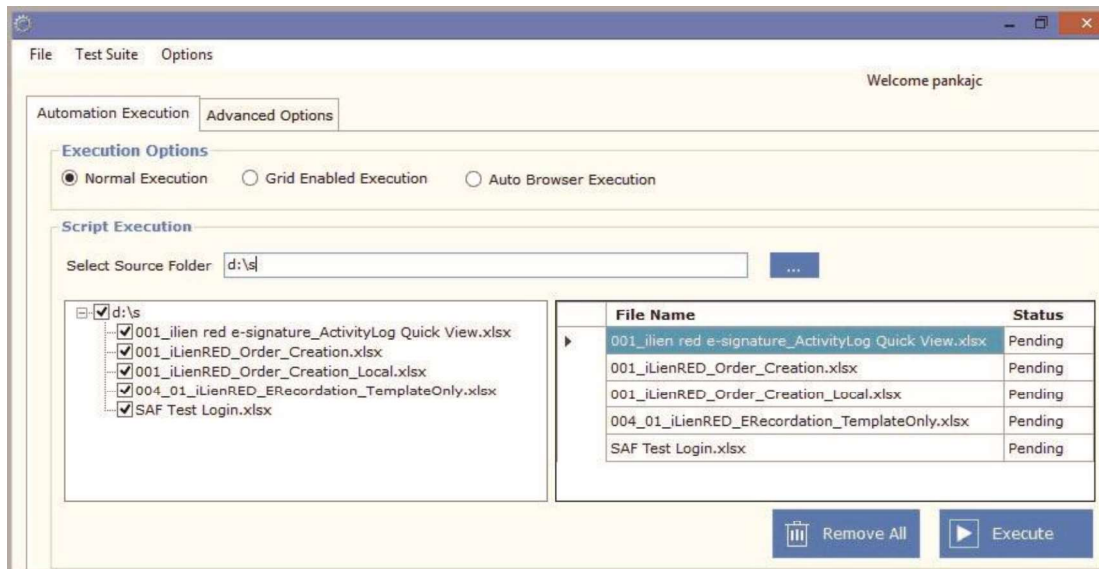 File Test Suite Options
Welcome pankajc
Automation Execution Advanced Options
Execution Options
Normal Execution Grid Enabled Execution Auto Browser Execution
Script Execution
Select Source Folder d:\s ...
d:\s
001_ilien red e-signature_ActivityLog Quick View.xlsx
001_iLienRED_Order_Creation.xlsx
001_iLienRED_Order_Creation_Local.xlsx
004_01_iLienRED_ERecordation_TemplateOnly.xlsx
SAF Test Login.xlsx
File Name Status
001_ilien red e-signature_ActivityLog Quick View.xlsx Pending
001_iLienRED_Order_Creation.xlsx Pending
001_iLienRED_Order_Creation_Local.xlsx Pending
004_01_iLienRED_ERecordation_TemplateOnly.xlsx Pending
SAF Test Login.xlsx Pending
Remove All Execute